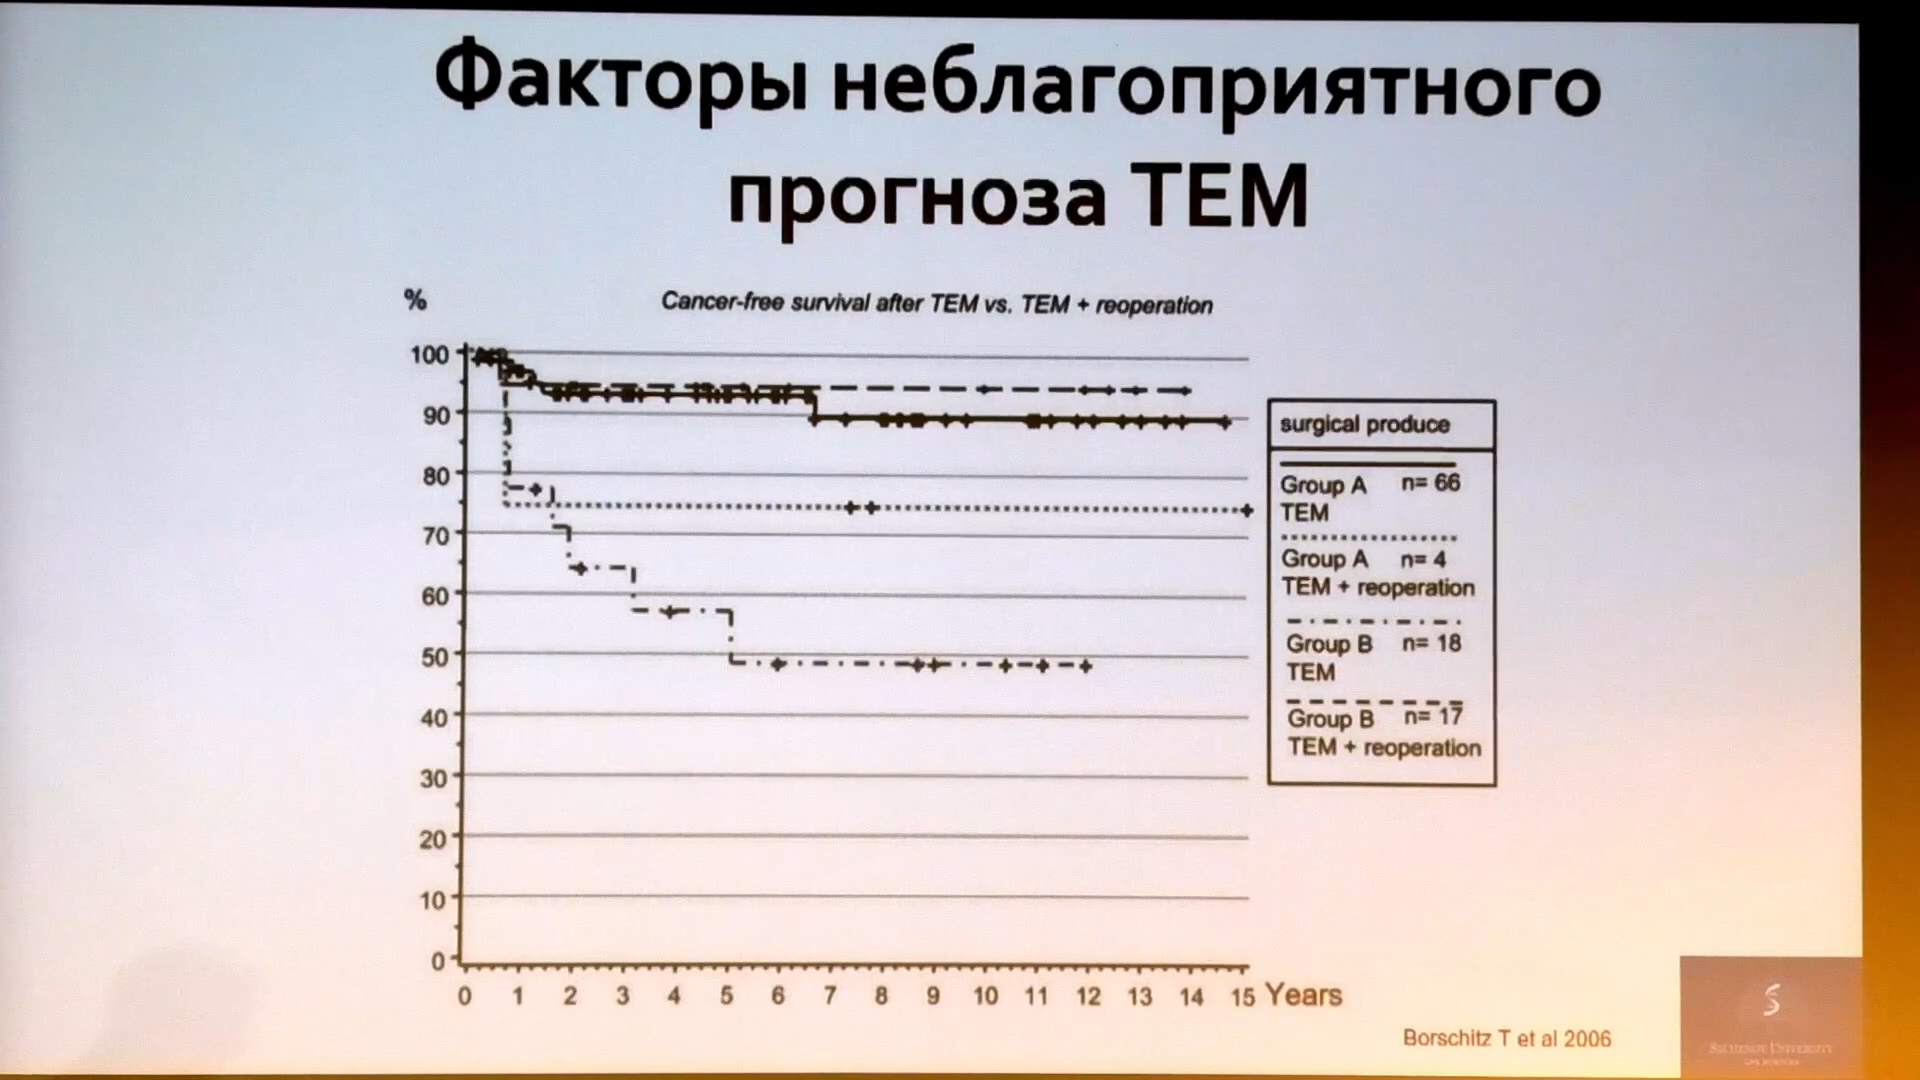 Факторы неблагоприятного
прогноза ТЕМ
%
Cancer-free survival after TEM vs. TEM + reoperation
100
90
80
70
60
50
40
30
20
10
0
0 1 2 3 4 5 6 7 8 9 10 11 12 13 14 15 Years
surgical produce
Group A n= 66
TEM
Group A n= 4
TEM + reoperation
Group B n= 18
TEM
Group B n= 17
TEM + reoperation
Borschitz T et al 2006
Sechenov University